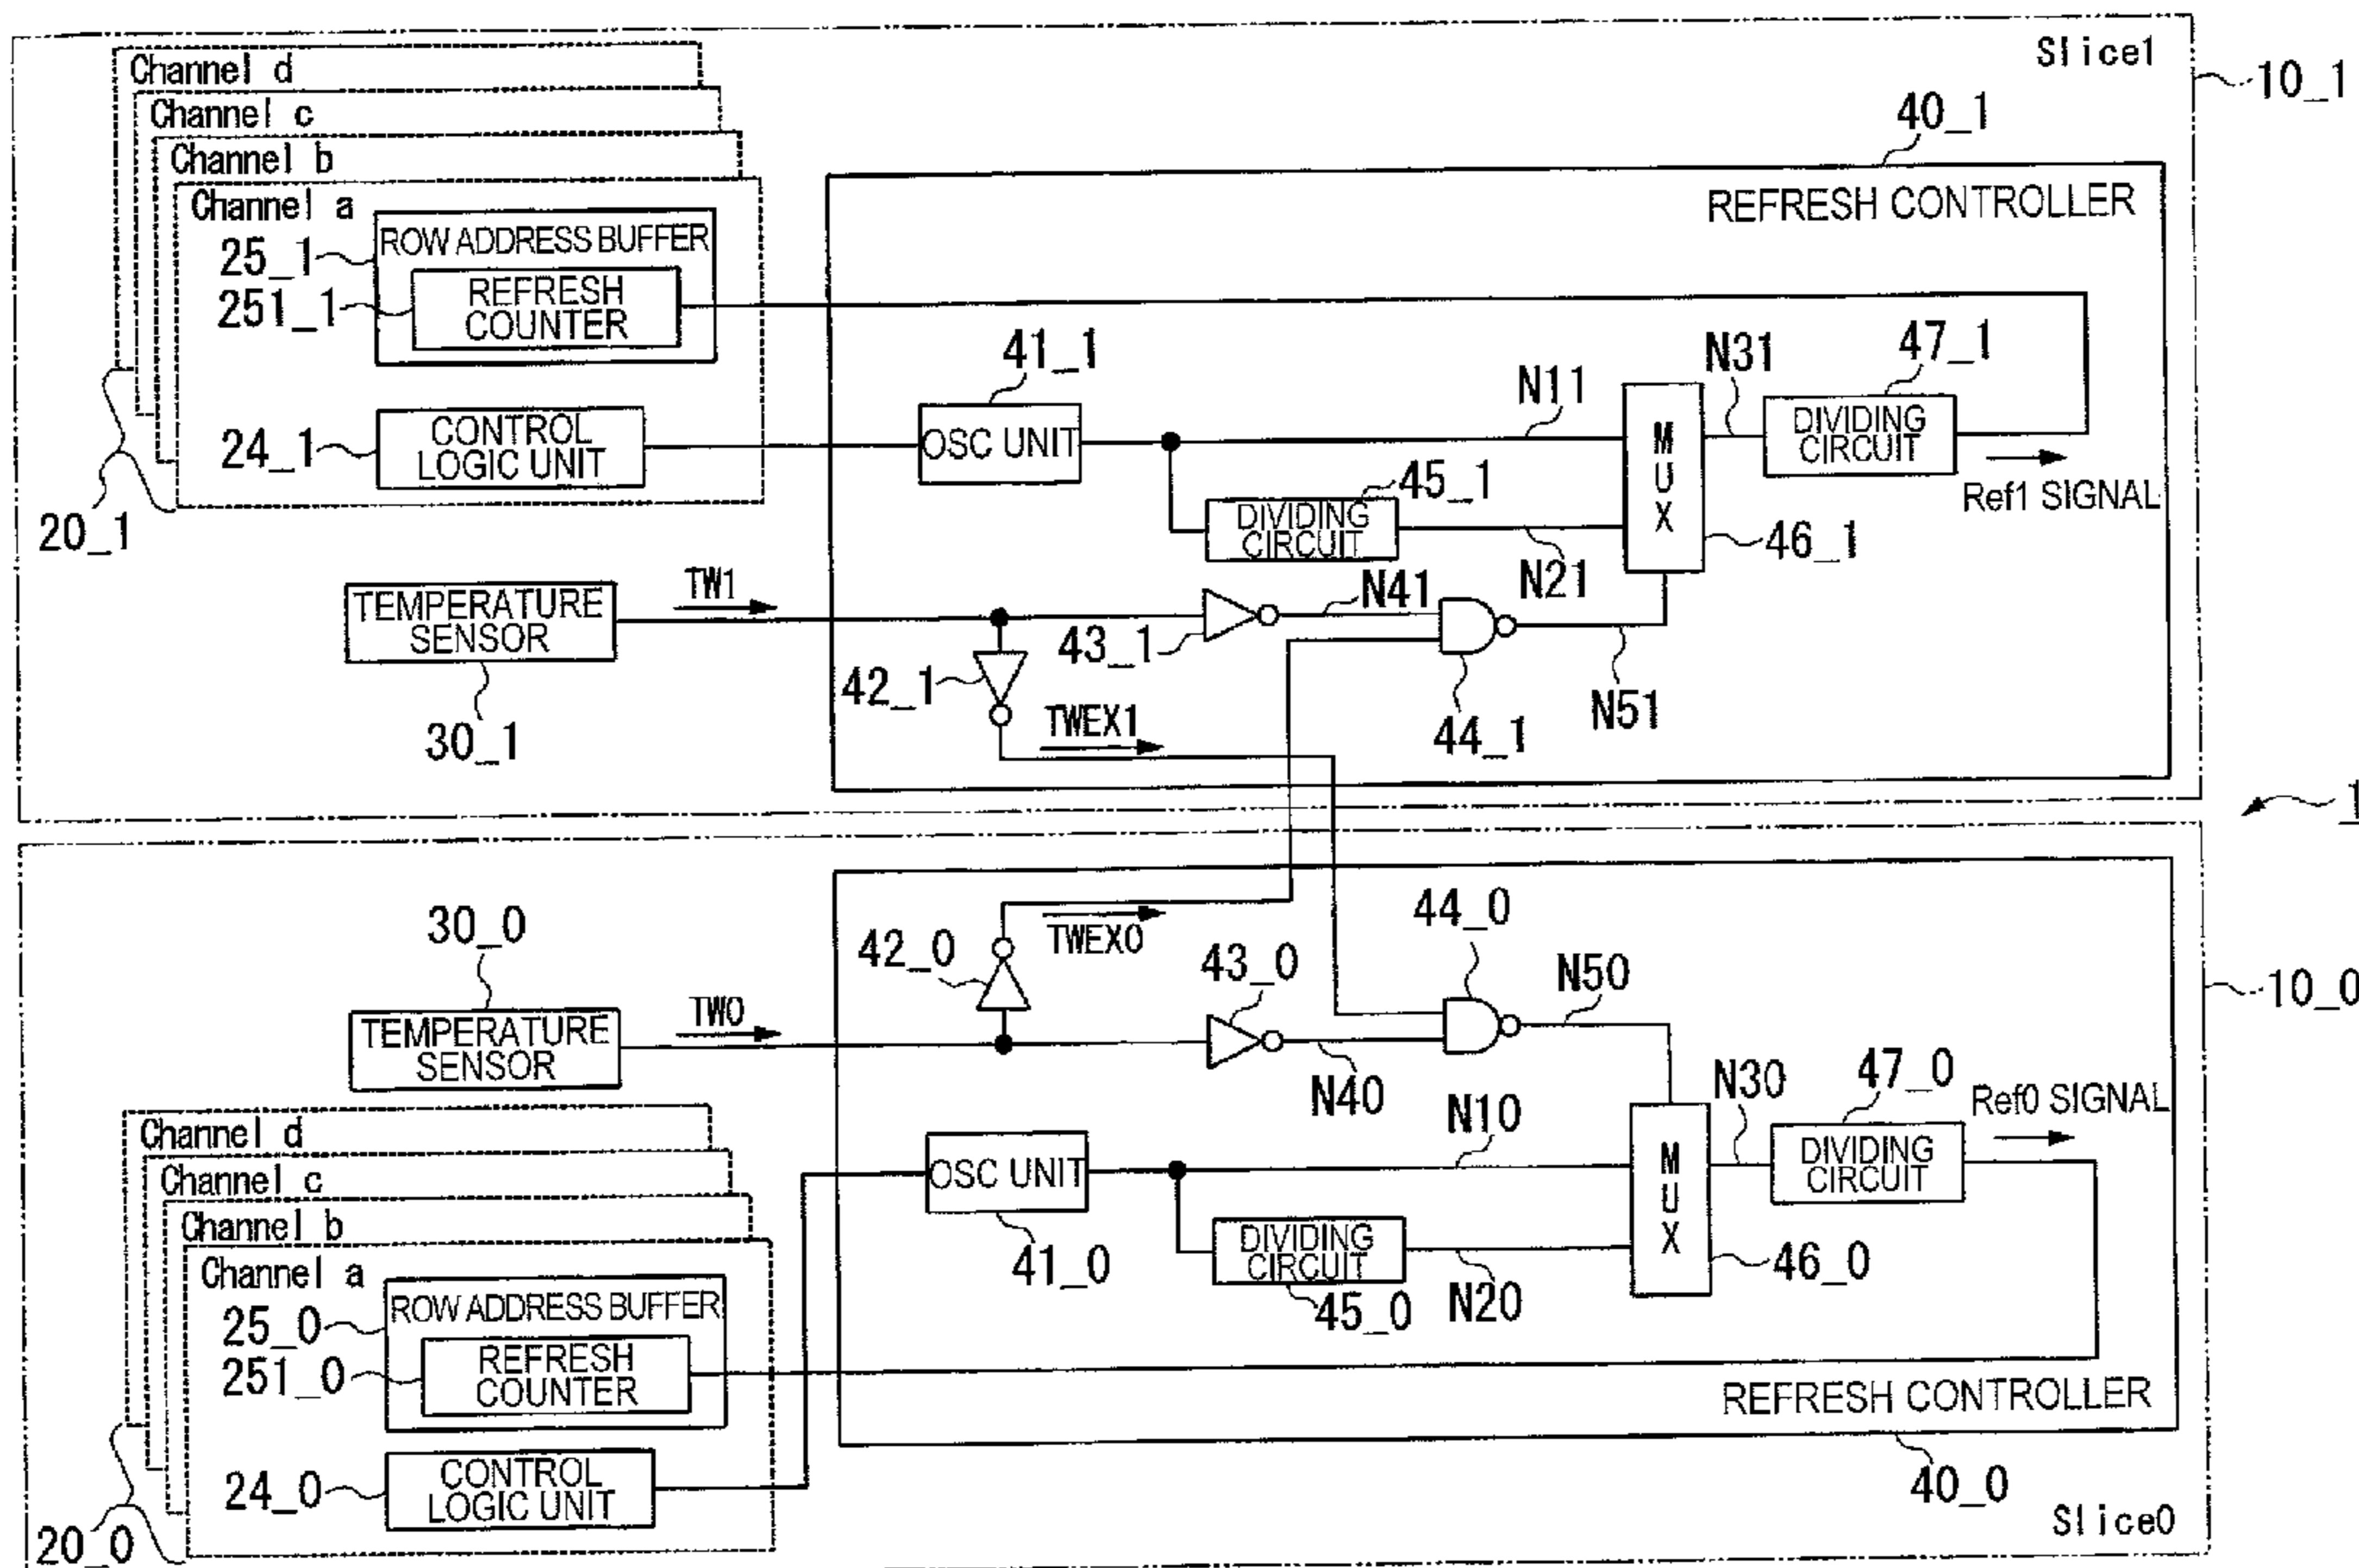 Slice1
10_1
Channel d
Channel c
Channel b
Channel a
40_1
REFRESH CONTROLLER
25_1
ROW ADDRESS BUFFER
251_1
REFRESH
COUNTER
41_1
N11
N31
47_1
24_1
CONTROL
LOGIC UNIT
OSC UNIT
MUX
DIVIDING
CIRCUIT
45_1
Ref1 SIGNAL
20_1
DIVIDING
CIRCUIT
46_1
N21
TW1
N41
TEMPERATURE
SENSOR
43_1
42_1
N51
30_1
TWEX1
44_1
1
30_0
42_0
TWEX0
43_0
44_0
N50
10_0
TW0
TEMPERATURE
SENSOR
N40
N10
N30
47_0
Ref0 SIGNAL
Channel d
Channel c
Channel b
Channel a
OSC UNIT
MUX
DIVIDING
CIRCUIT
41_0
DIVIDING
CIRCUIT
45_0
N20
46_0
25_0
ROW ADDRESS BUFFER
251_0
REFRESH
COUNTER
REFRESH CONTROLLER
24_0
CONTROL
LOGIC UNIT
40_0
20_0
Slice0